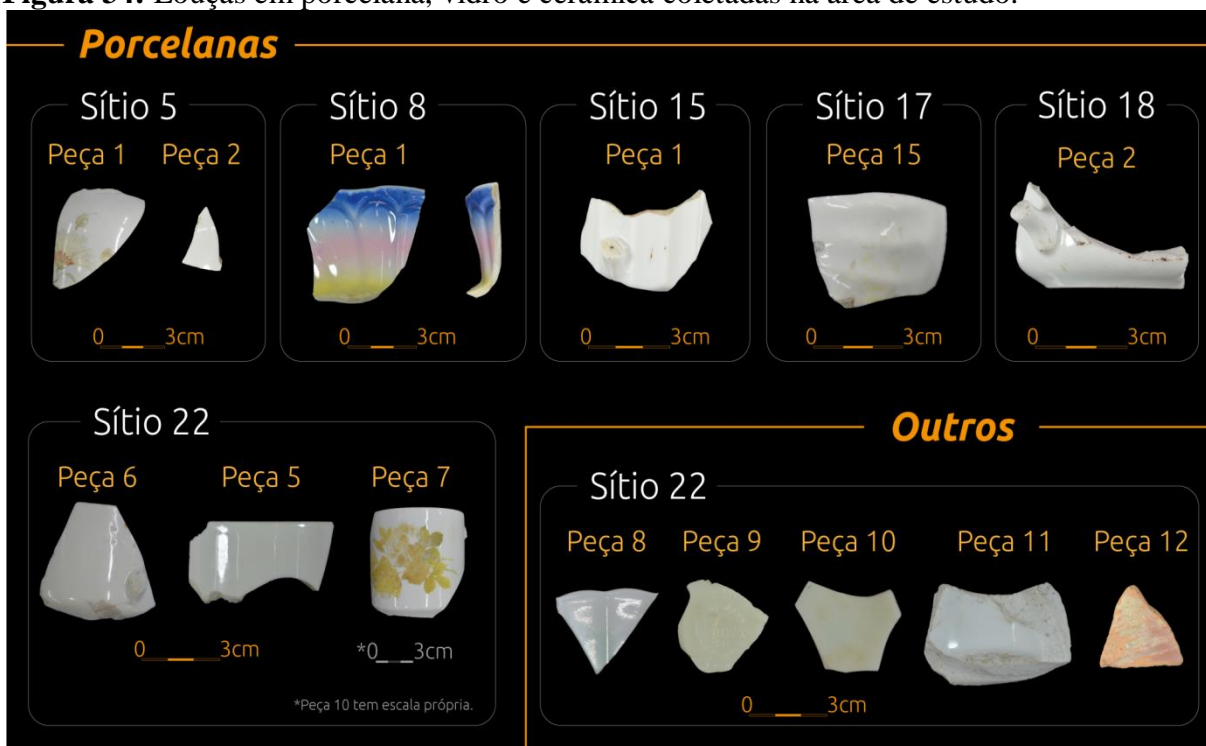 Figura 34: Louças em porcelana, vidro e cerâmica coletadas na área de estudo.
Porcelanas
Sítio 5
Peça 1 Peça 2
0 3cm
Sítio 8
Peça 1
0 3cm
Sítio 15
Peça 1
0 3cm
Sítio 17
Peça 15
0 3cm
Sítio 18
Peça 2
0 3cm
Sítio 22
Peça 6 Peça 5 Peça 7
0 3cm
*0 3cm
*Peça 10 tem escala própria.
Outros
Sítio 22
Peça 8 Peça 9 Peça 10 Peça 11 Peça 12
0 3cm